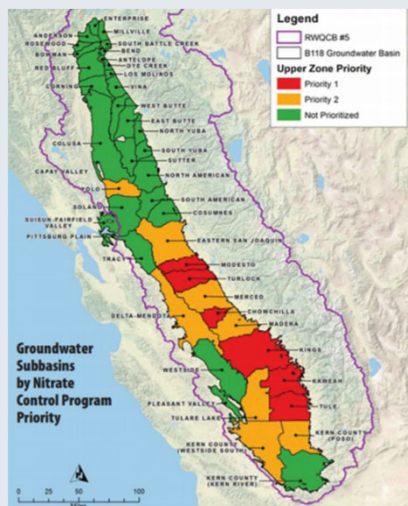 Legend
RWQCB #5
B118 Groundwater Basin
Upper Zone Priority
Priority 1
Priority 2
Not Prioritized
ENTERPRISE
MILLVILLE
ANDERSON
ROSEWOOD
SOUTH BATTLE CREEK
BOWMAN
BEND
ANTELOPE
DYE CREEK
RED BLUFF
LOS MOLINOS
CORNING
VINA
WEST BUTTE
EAST BUTTE
NORTH YUBA
COLUSA
SOUTH YUBA
SUTTER
CAPAY VALLEY
NORTH AMERICAN
YOLO
SOLANO
SOUTH AMERICAN
SUISUN-FAIRFIELD
VALLEY
COSUMNES
PITTSBURG PLAIN
EASTERN SAN JOAQUIN
TRACY
MODESTO
TURLOCK
MERCED
DELTA-MENDOTA
CHOWCHILLA
MADERA
Groundwater
Subbasins
by Nitrate
Control Program
Priority
WESTSIDE
KINGS
KAWEAH
PLEASANT VALLEY
TULE
TULARE LAKE
KERN COUNTY
(POSO)
KERN COUNTY
(WESTSIDE SOUTH)
KERN COUNTY
(KERN RIVER)
0 50 100